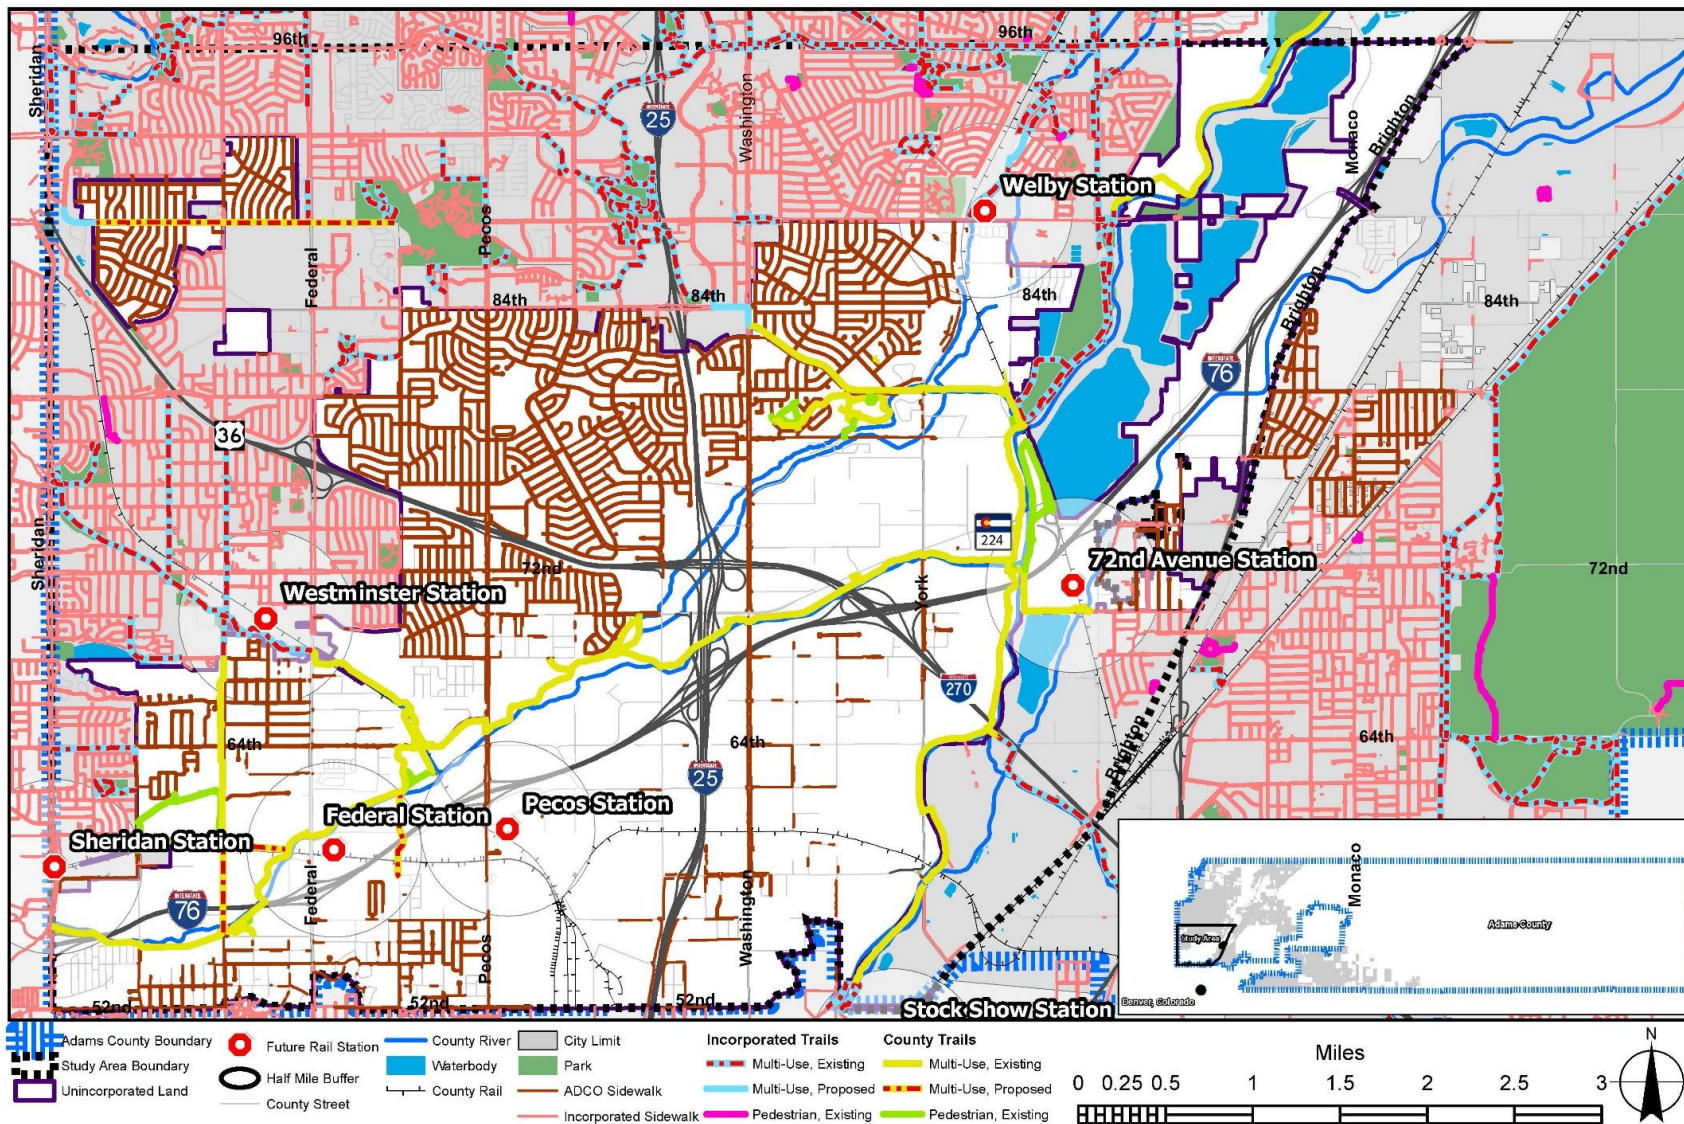 96th
96th
Sheridan
25
Washington
Monaco
Brighton
Welby Station
Pecos
Federal
84th
84th
84th
84th
Brighton
76
36
Sheridan
224
72nd
72nd Avenue Station
72nd
Westminster Station
York
270
64th
64th
64th
Brighton
25
Pecos Station
Federal Station
Sheridan Station
76
Federal
Pecos
Washington
52nd
52nd
52nd
Stock Show Station
Monaco
Study Area
Adams County
Denver, Colorado
Adams County Boundary
Study Area Boundary
Unincorporated Land
Future Rail Station
Half Mile Buffer
County Street
County River
Waterbody
County Rail
City Limit
Park
ADCO Sidewalk
Incorporated Sidewalk
Incorporated Trails
Multi-Use, Existing
Multi-Use, Proposed
Pedestrian, Existing
County Trails
Multi-Use, Existing
Multi-Use, Proposed
Pedestrian, Existing
Miles
0 0.25 0.5 1 1.5 2 2.5 3
N